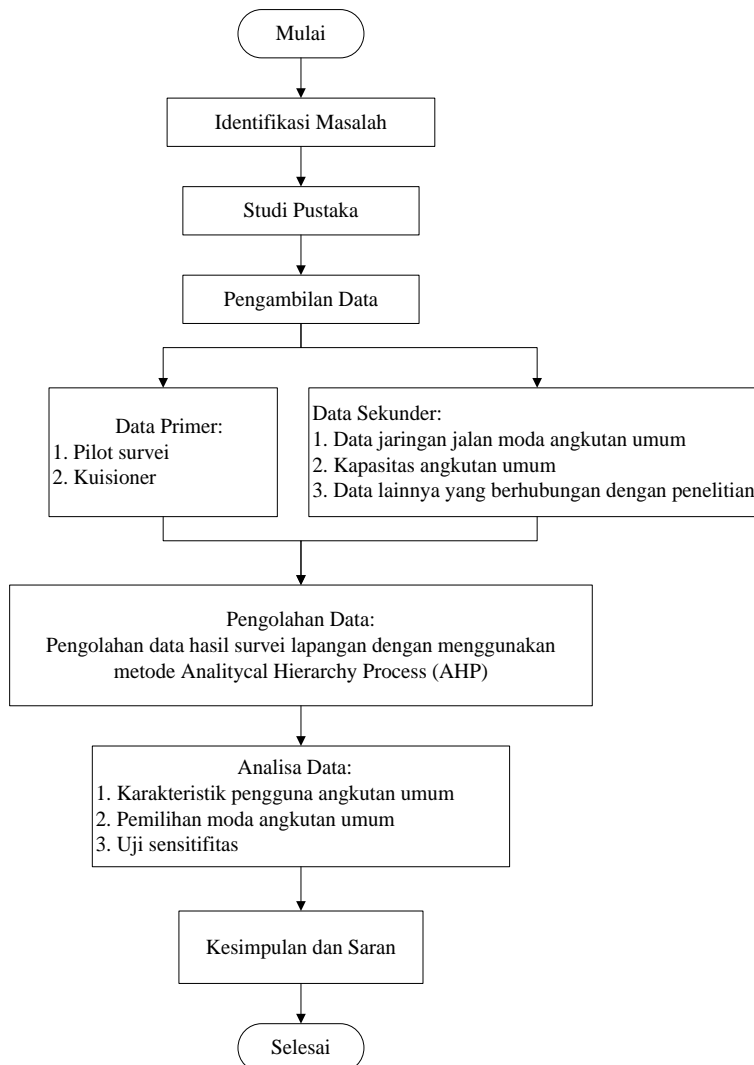 Mulai
Identifikasi Masalah
Studi Pustaka
Pengambilan Data
Data Primer:
1. Pilot survei
2. Kuisioner
Data Sekunder:
1. Data jaringan jalan moda angkutan umum
2. Kapasitas angkutan umum
3. Data lainnya yang berhubungan dengan penelitian
Pengolahan Data:
Pengolahan data hasil survei lapangan dengan menggunakan
metode Analitycal Hierarchy Process (AHP)
Analisa Data:
1. Karakteristik pengguna angkutan umum
2. Pemilihan moda angkutan umum
3. Uji sensitifitas
Kesimpulan dan Saran
Selesai